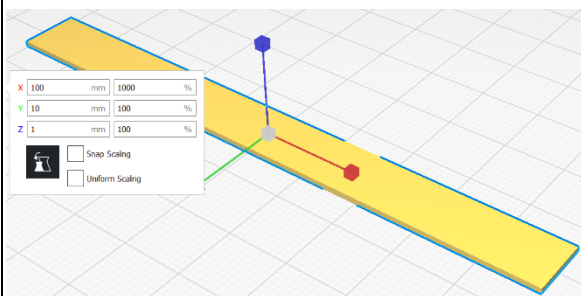 X 100 mm 1000 %
Y 10 mm 100 %
Z 1 mm 100 %
Snap Scaling
Uniform Scaling